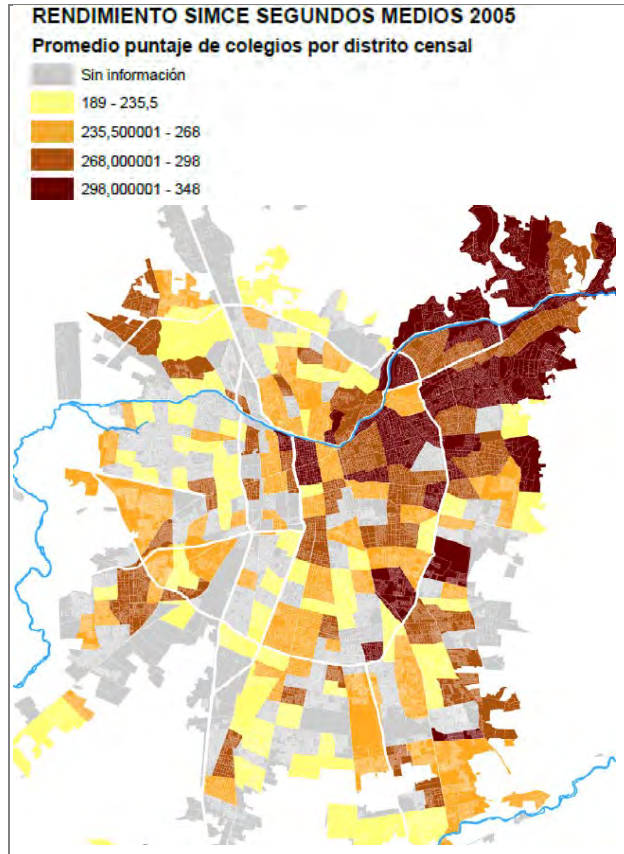 RENDIMIENTO SIMCE SEGUNDOS MEDIOS 2005
Promedio puntaje de colegios por distrito censal
Sin información
189 - 235,5
235,500001 - 268
268,000001 - 298
298,000001 - 348